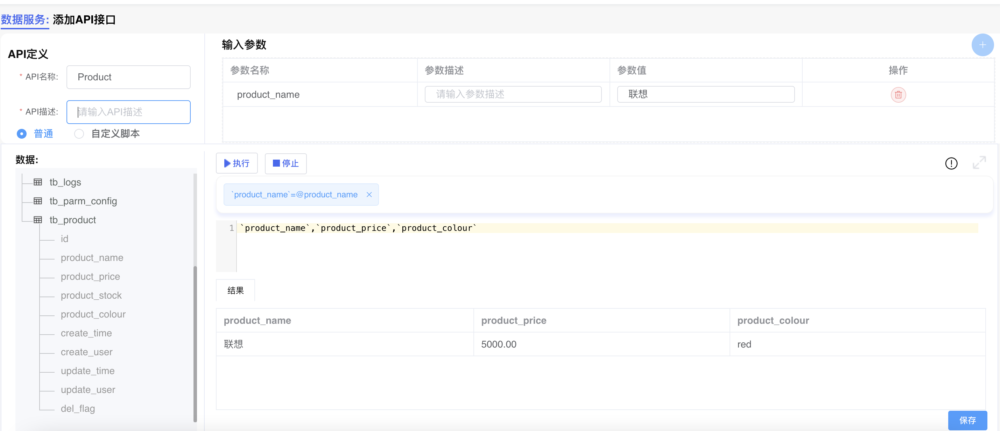 数据服务: 添加API接口
API定义
* API名称: Product
* API描述: 请输入API描述
普通 自定义脚本
输入参数
参数名称 参数描述 参数值 操作
product_name 请输入参数描述 联想
数据:
tb_logs
tb_parm_config
tb_product
id
product_name
product_price
product_stock
product_colour
create_time
create_user
update_time
update_user
del_flag
执行 停止
`product_name`=@product_name
1 `product_name`,`product_price`,`product_colour`
结果
product_name product_price product_colour
联想 5000.00 red
保存